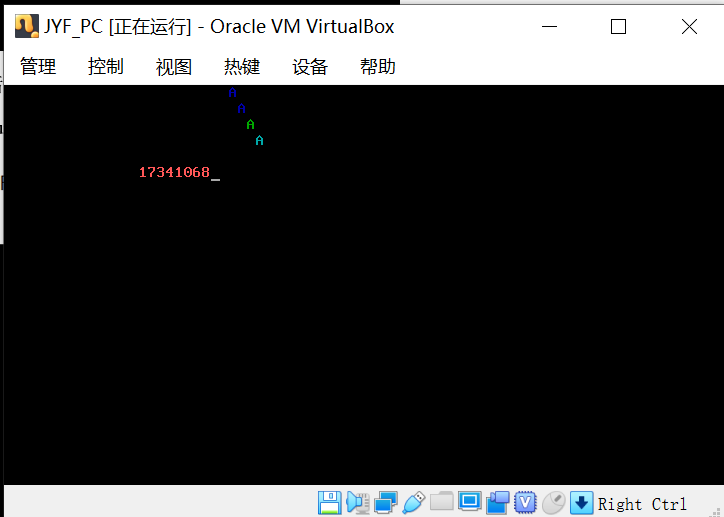 JYF_PC [正在运行] - Oracle VM VirtualBox
管理 控制 视图 热键 设备 帮助
A
A
A
A
17341068_
Right Ctrl